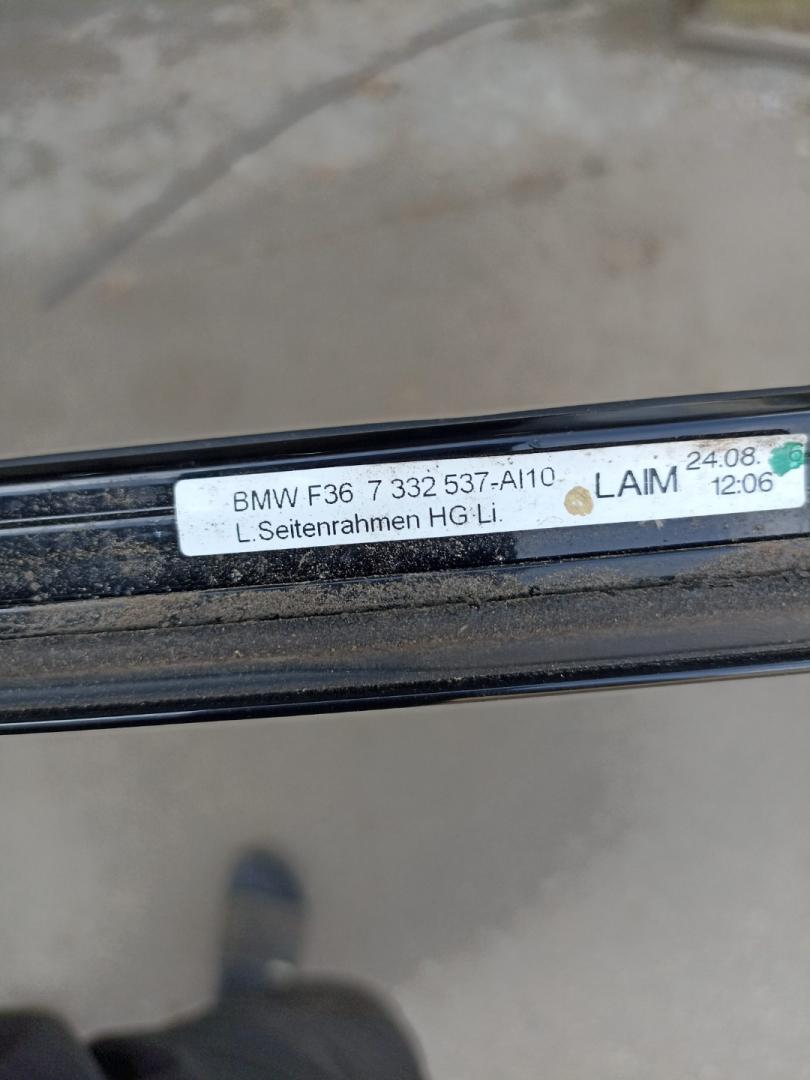 BMW F36 7 332 537-AI10
L.Seitenrahmen HG Li.
LAIM
24.08.
12:06